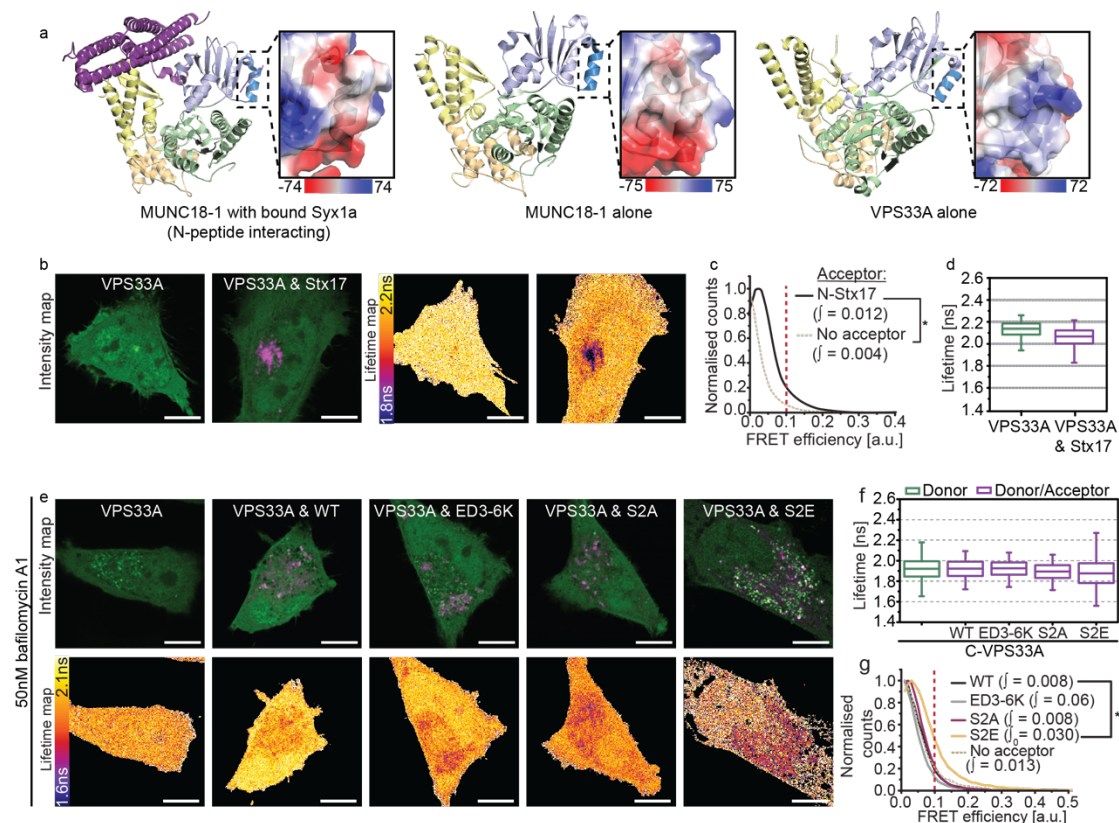 a
-74 74
-75 75
-72 72
MUNC18-1 with bound Syx1a
(N-peptide interacting)
MUNC18-1 alone
VPS33A alone
b
Intensity map
VPS33A
VPS33A & Stx17
Lifetime map
1.8ns 2.2ns
c
Normalised counts
1.0
0.8
0.6
0.4
0.2
0.0
0.0 0.1 0.2 0.3 0.4
FRET efficiency [a.u.]
Acceptor:
N-Stx17
(∫ = 0.012)
No acceptor
(∫ = 0.004)
*
d
Lifetime [ns]
2.4
2.2
2.0
1.8
1.6
1.4
VPS33A
VPS33A
& Stx17
50nM bafilomycin A1
e
Intensity map
VPS33A
VPS33A & WT
VPS33A & ED3-6K
VPS33A & S2A
VPS33A & S2E
Lifetime map
1.6ns 2.1ns
f
Donor Donor/Acceptor
Lifetime [ns]
2.6
2.4
2.2
2.0
1.8
1.6
1.4
WT ED3-6K S2A S2E
C-VPS33A
g
Normalised
counts
1.0
0.8
0.6
0.4
0.2
0.0
0.0 0.1 0.2 0.3 0.4 0.5
FRET efficiency [a.u.]
WT (∫ = 0.008)
ED3-6K (∫ = 0.06)
S2A (∫ = 0.008)
S2E (∫₀ = 0.030)
No acceptor
(∫ = 0.013)
*